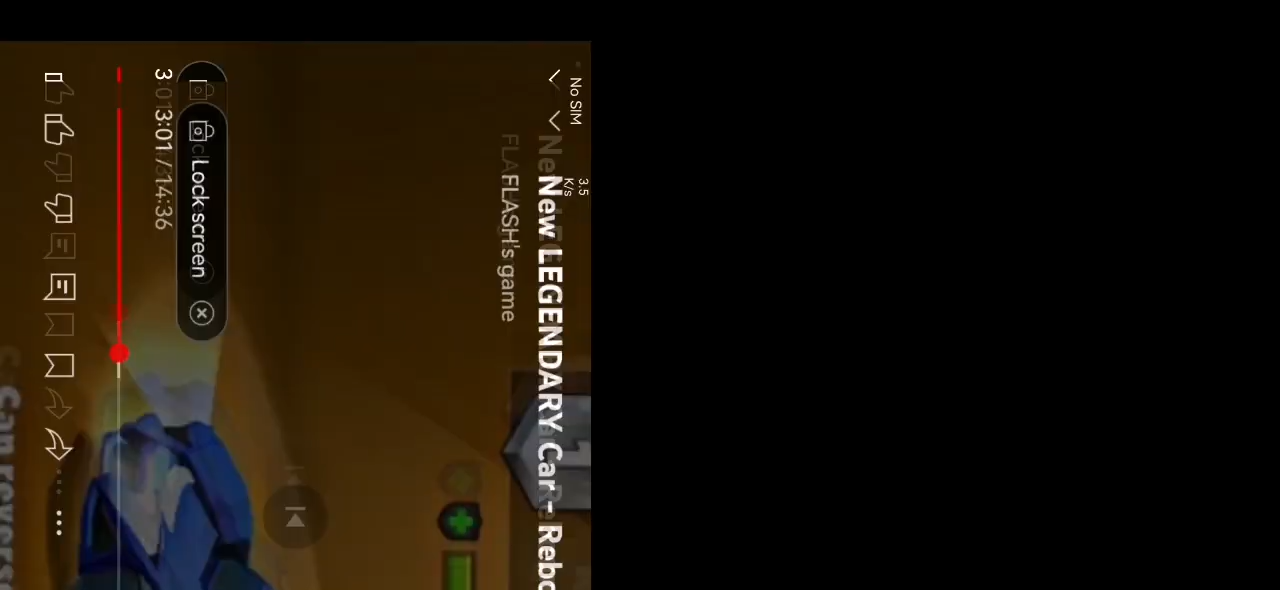 No SIM
3.5
K/s
New LEGENDARY Car - Rebo
FLASH's game
Lock screen
3:01 / 14:36